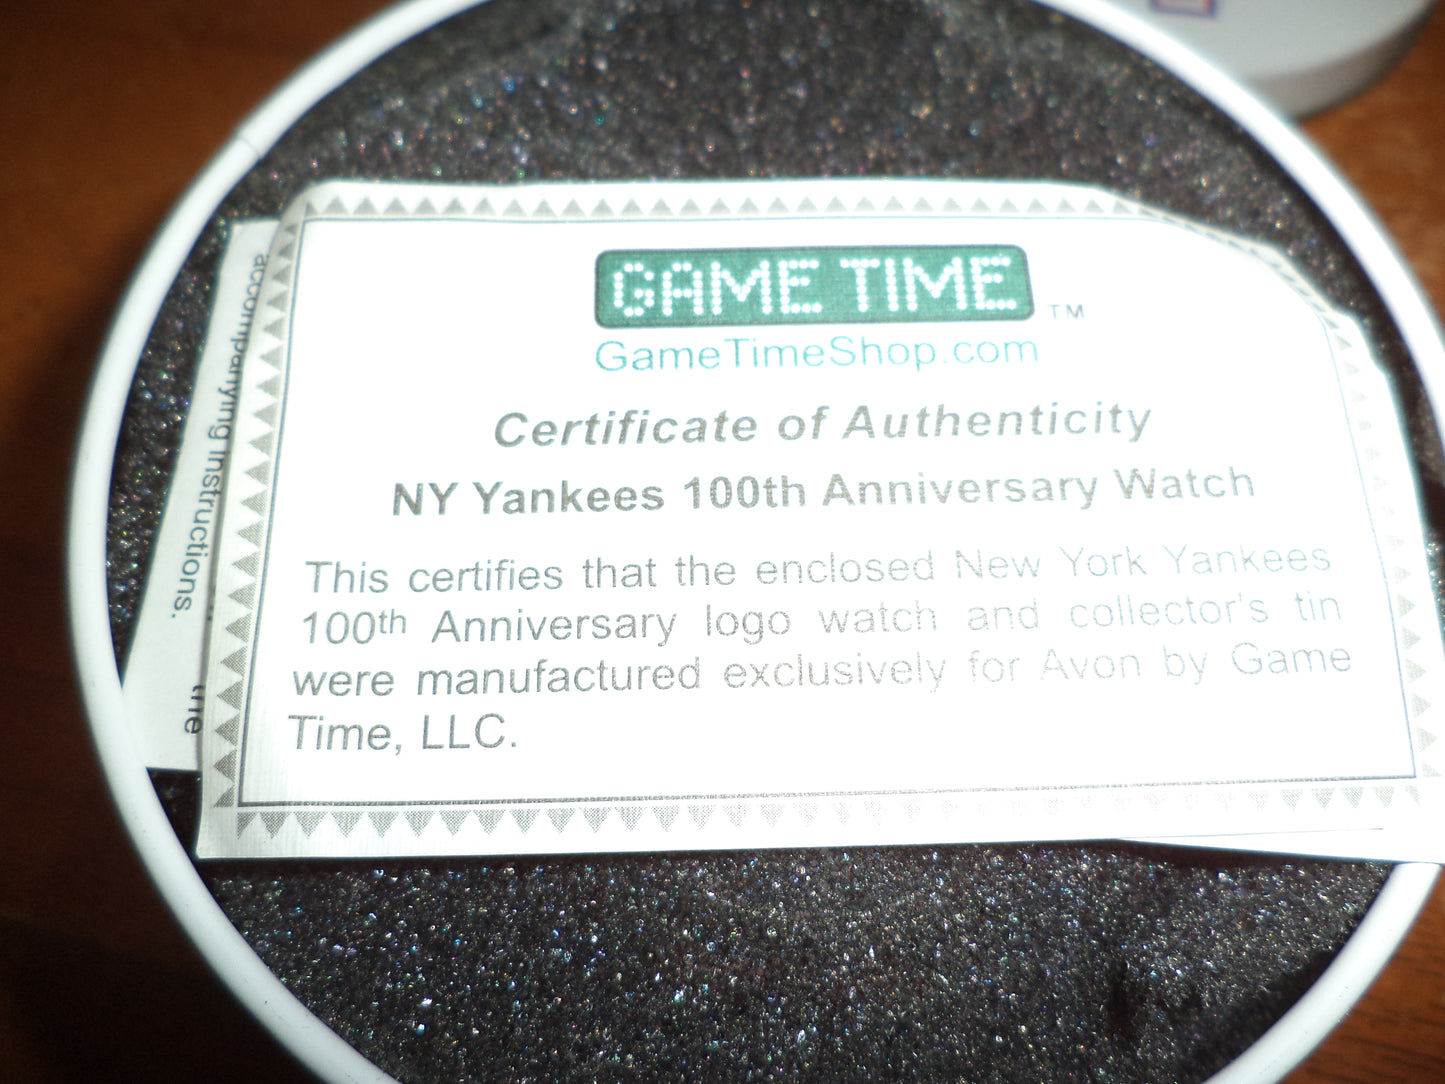 GAME TIME
TM
GameTimeShop.com
Certificate of Authenticity
NY Yankees 100th Anniversary Watch
This certifies that the enclosed New York Yankees
100th Anniversary logo watch and collector's tin
were manufactured exclusively for Avon by Game
Time, LLC.
accompanying instructions.
the